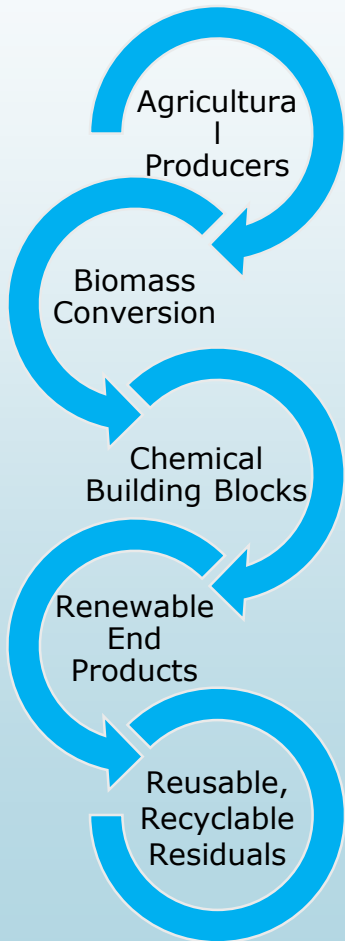 Agricultura
l
Producers
Biomass
Conversion
Chemical
Building Blocks
Renewable
End
Products
Reusable,
Recyclable
Residuals